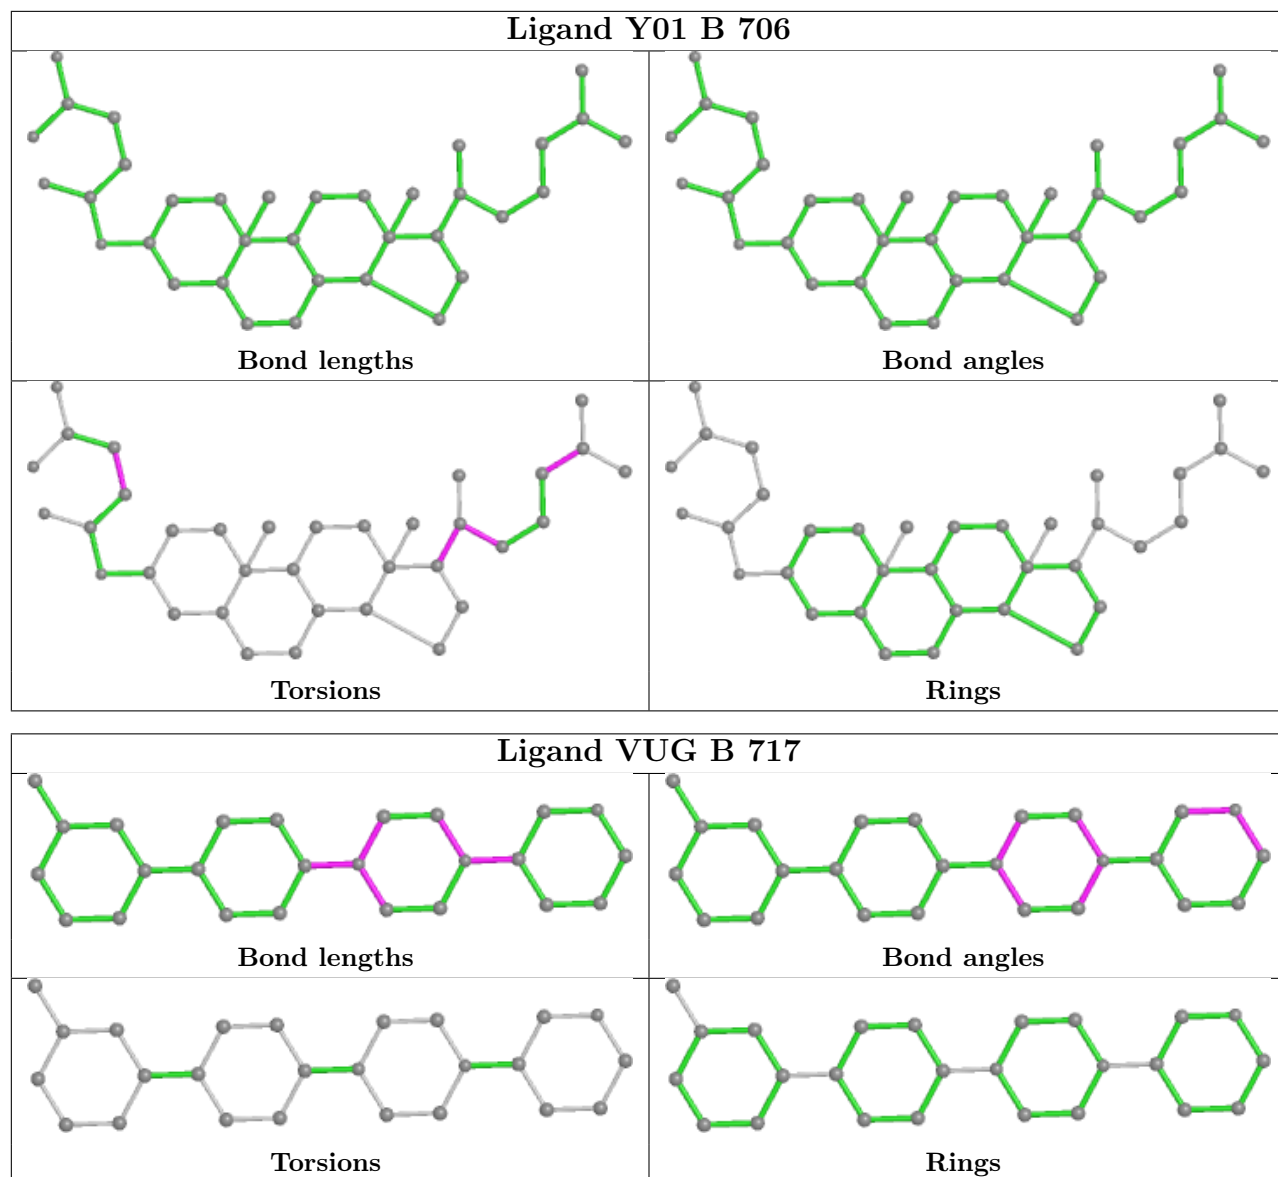 Ligand Y01 B 706
Bond lengths
Bond angles
Torsions
Rings
Ligand VUG B 717
Bond lengths
Bond angles
Torsions
Rings